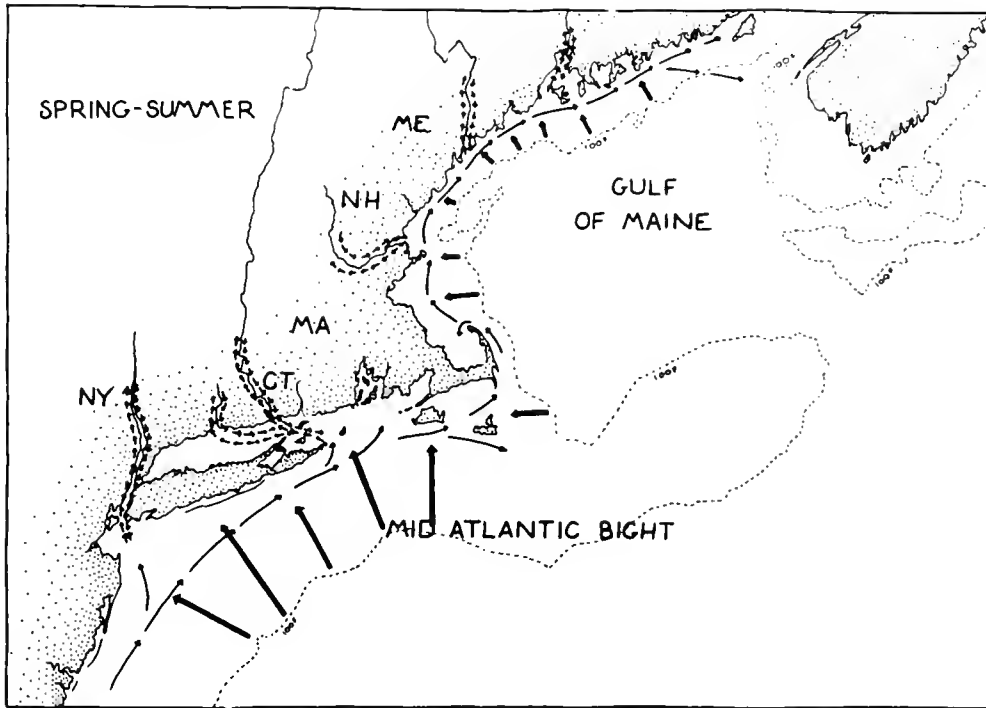 SPRING-SUMMER
ME
NH
GULF
OF MAINE
MA
CT
NY
MID ATLANTIC BIGHT